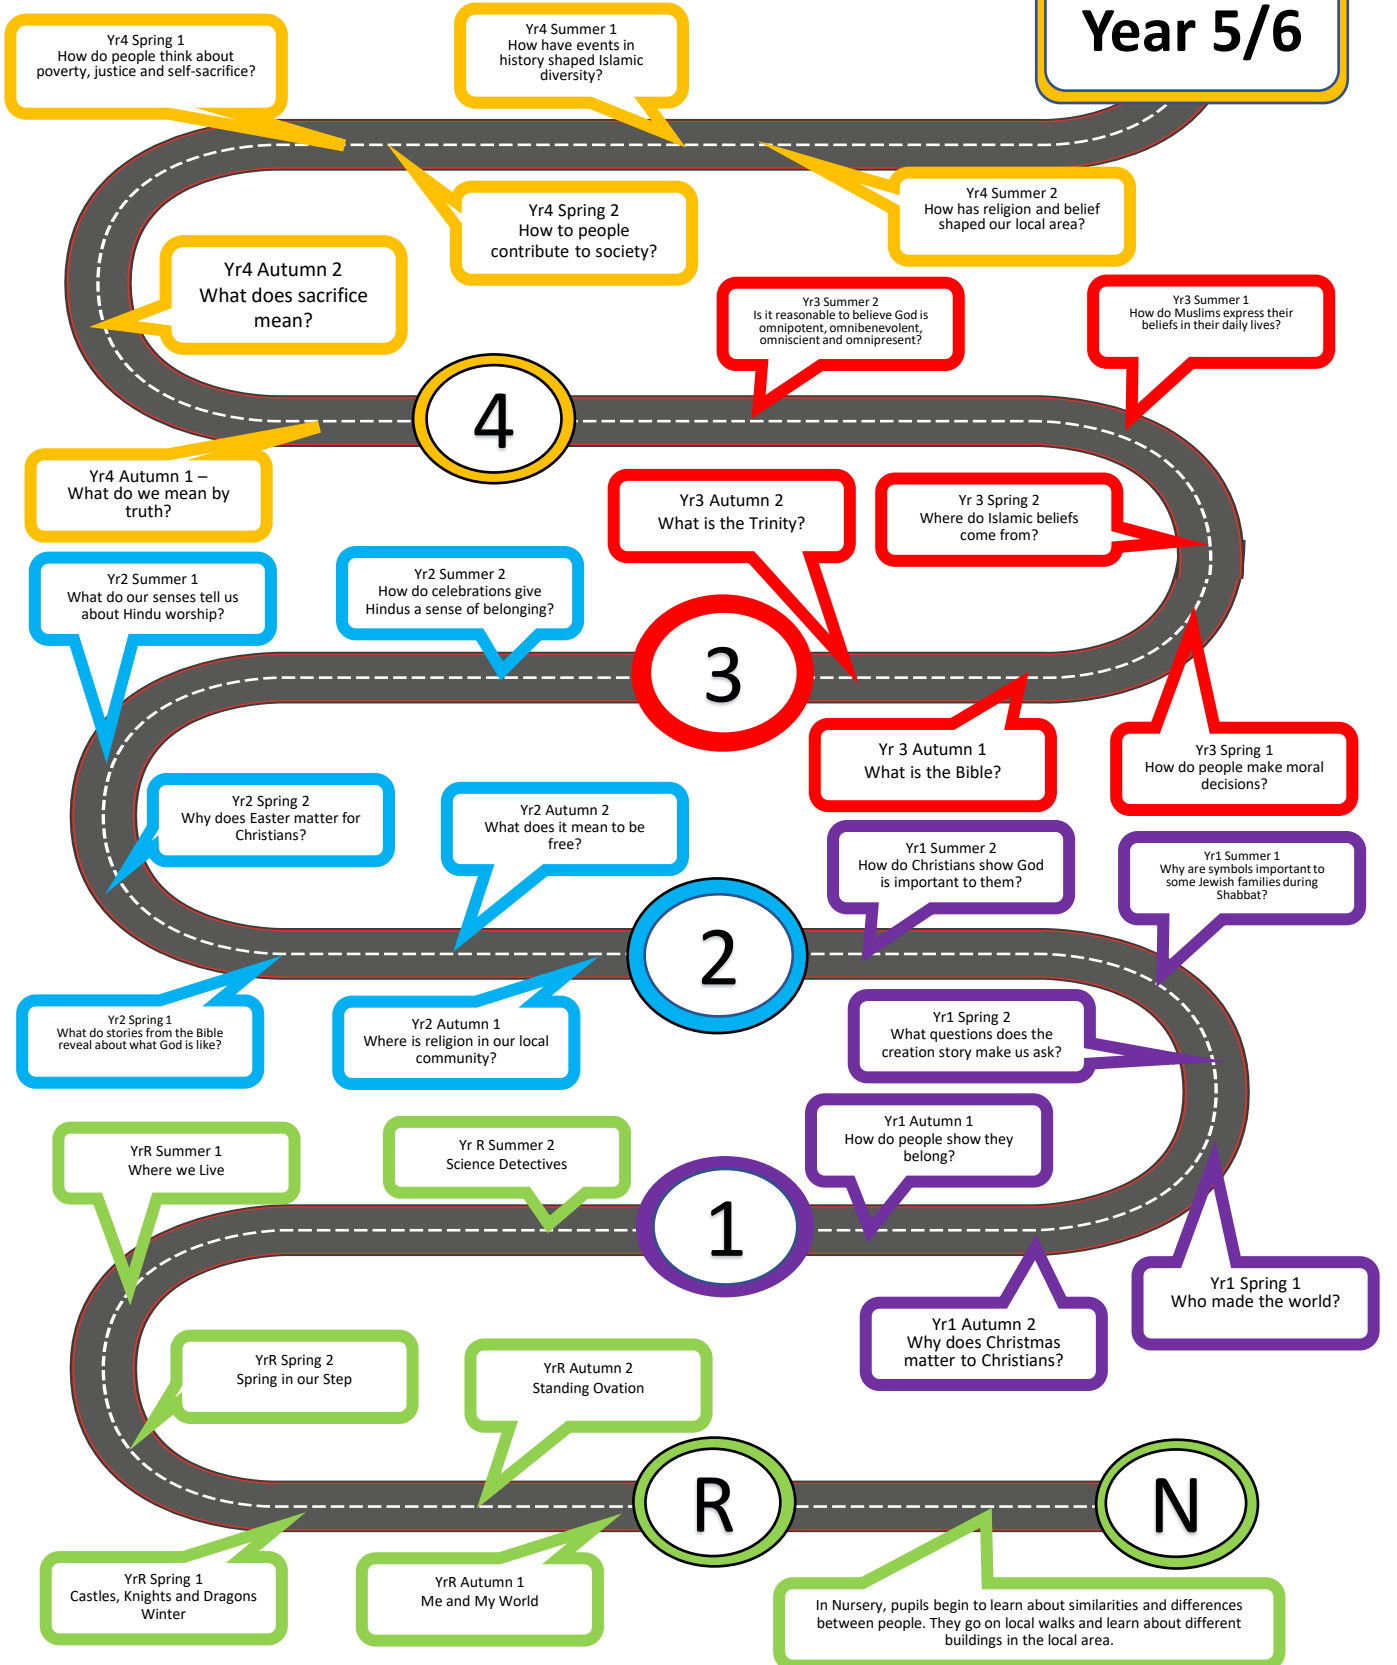 Year 5/6
Yr4 Spring 1
How do people think about
poverty, justice and self-sacrifice?
Yr4 Summer 1
How have events in
history shaped Islamic
diversity?
Yr4 Spring 2
How to people
contribute to society?
Yr4 Summer 2
How has religion and belief
shaped our local area?
Yr4 Autumn 2
What does sacrifice
mean?
Yr3 Summer 2
Is it reasonable to believe God is
omnipotent, omnibenevolent,
omniscient and omnipresent?
Yr3 Summer 1
How do Muslims express their
beliefs in their daily lives?
4
Yr4 Autumn 1 –
What do we mean by
truth?
Yr3 Autumn 2
What is the Trinity?
Yr 3 Spring 2
Where do Islamic beliefs
come from?
Yr2 Summer 1
What do our senses tell us
about Hindu worship?
Yr2 Summer 2
How do celebrations give
Hindus a sense of belonging?
3
Yr 3 Autumn 1
What is the Bible?
Yr3 Spring 1
How do people make moral
decisions?
Yr2 Spring 2
Why does Easter matter for
Christians?
Yr2 Autumn 2
What does it mean to be
free?
Yr1 Summer 2
How do Christians show God
is important to them?
Yr1 Summer 1
Why are symbols important to
some Jewish families during
Shabbat?
2
Yr2 Spring 1
What do stories from the Bible
reveal about what God is like?
Yr2 Autumn 1
Where is religion in our local
community?
Yr1 Spring 2
What questions does the
creation story make us ask?
YrR Summer 1
Where we Live
Yr R Summer 2
Science Detectives
Yr1 Autumn 1
How do people show they
belong?
1
Yr1 Autumn 2
Why does Christmas
matter to Christians?
Yr1 Spring 1
Who made the world?
YrR Spring 2
Spring in our Step
YrR Autumn 2
Standing Ovation
R
N
YrR Spring 1
Castles, Knights and Dragons
Winter
YrR Autumn 1
Me and My World
In Nursery, pupils begin to learn about similarities and differences
between people. They go on local walks and learn about different
buildings in the local area.